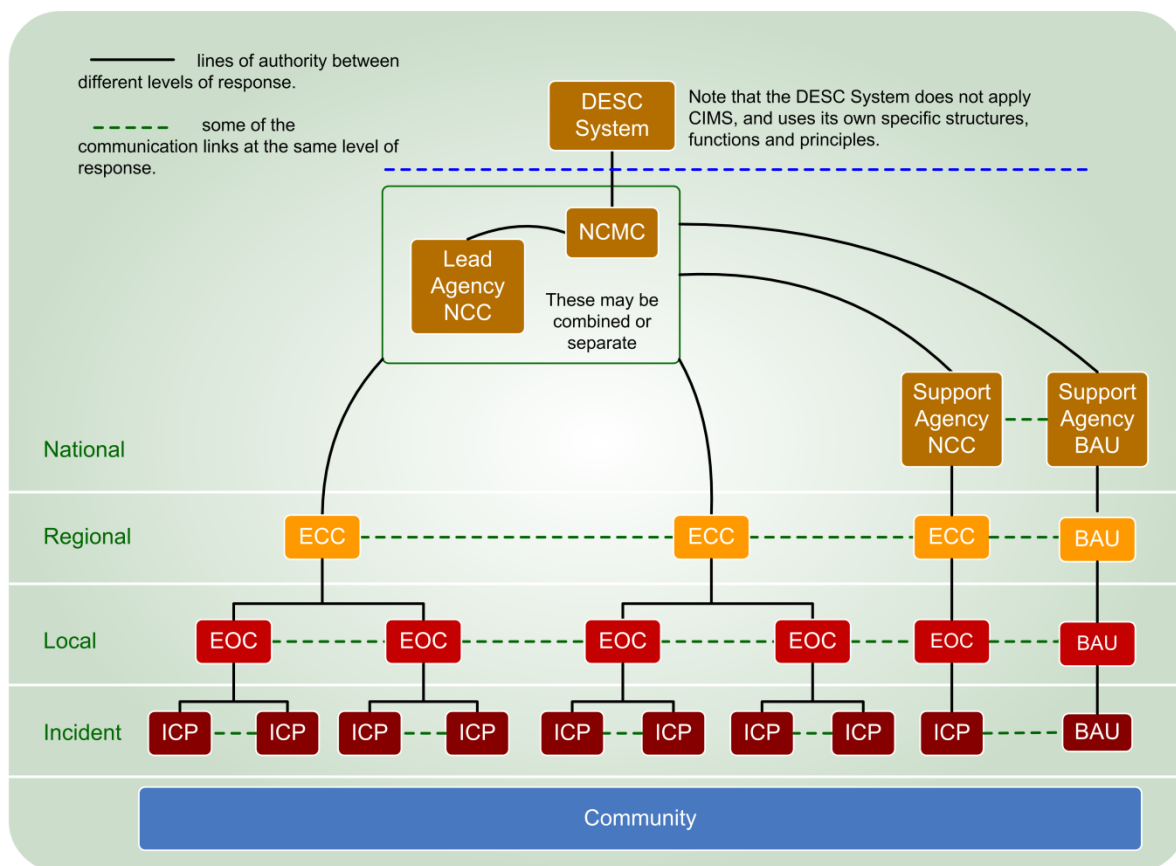 lines of authority between
different levels of response.
some of the
communication links at the same level of
response.
DESC
System
Note that the DESC System does not apply
CIMS, and uses its own specific structures,
functions and principles.
NCMC
Lead
Agency
NCC
These may be
combined or
separate
Support
Agency
NCC
Support
Agency
BAU
National
Regional
ECC
ECC
ECC
BAU
Local
EOC
EOC
EOC
EOC
EOC
BAU
Incident
ICP
ICP
ICP
ICP
ICP
ICP
ICP
ICP
ICP
BAU
Community